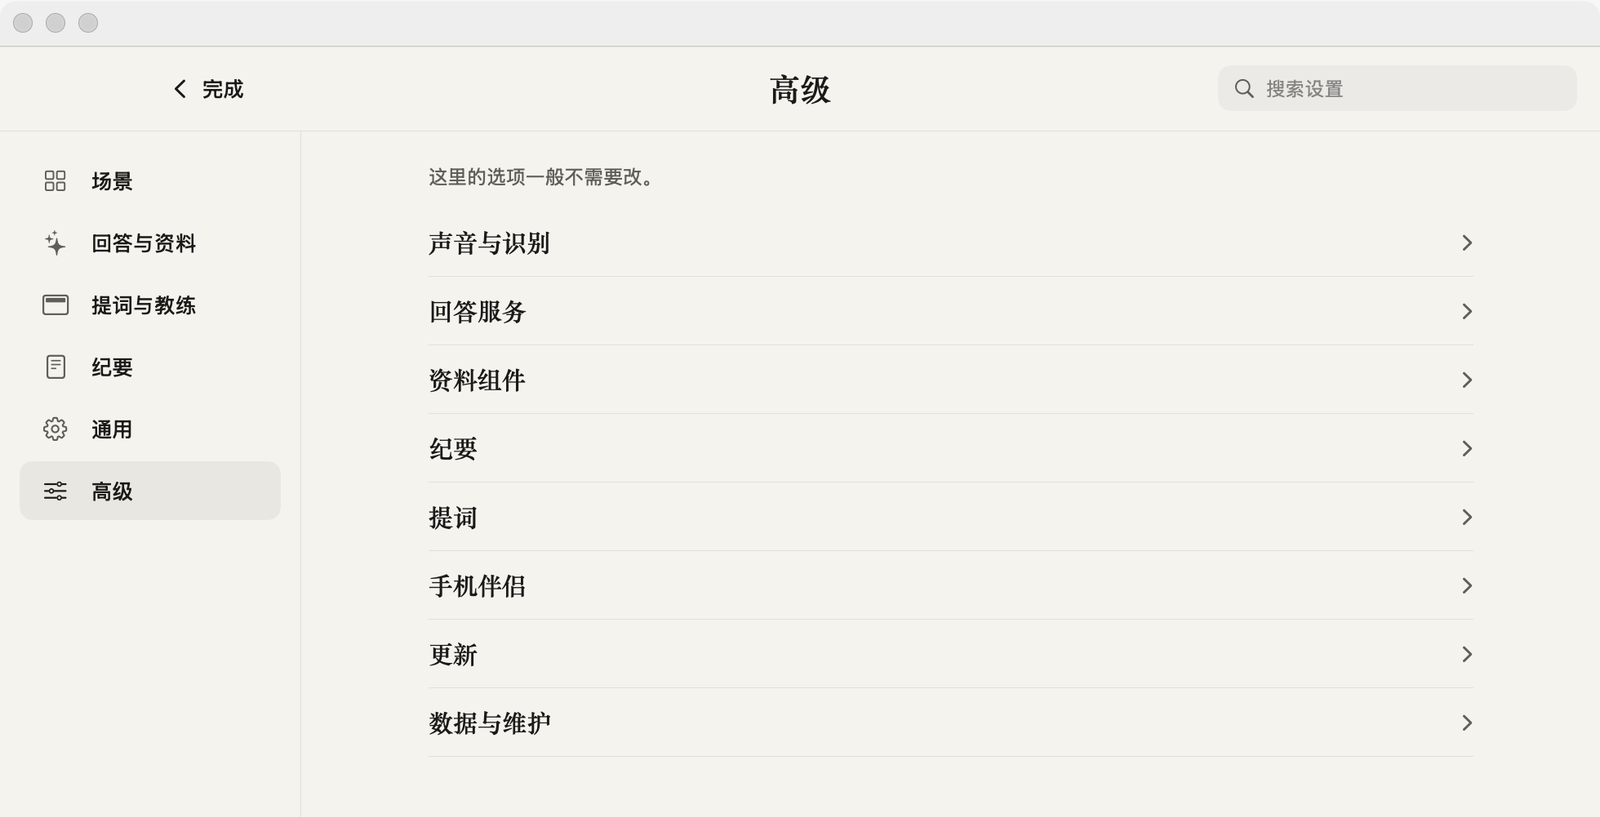 完成
高级
搜索设置
场景
回答与资料
提词与教练
纪要
通用
高级
这里的选项一般不需要改。
声音与识别
回答服务
资料组件
纪要
提词
手机伴侣
更新
数据与维护